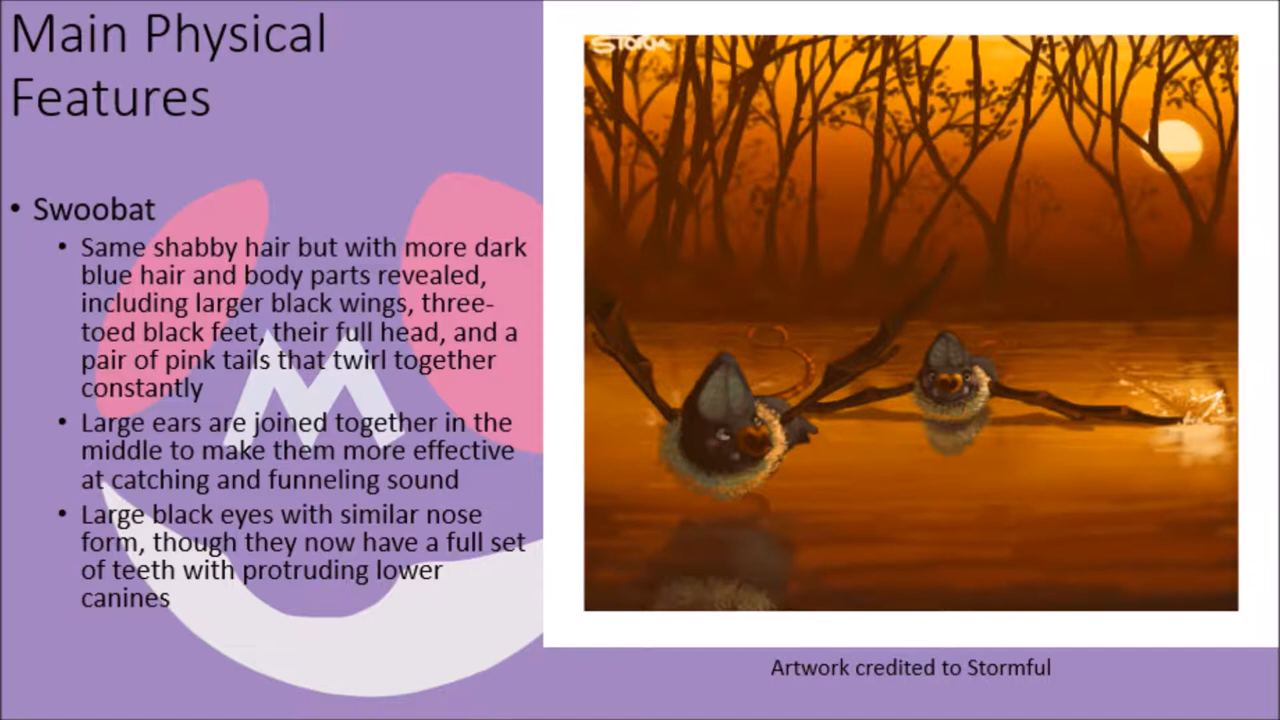 Main Physical
Features
• Swoobat
• Same shabby hair but with more dark
blue hair and body parts revealed,
including larger black wings, three-
toed black feet, their full head, and a
pair of pink tails that twirl together
constantly
• Large ears are joined together in the
middle to make them more effective
at catching and funneling sound
• Large black eyes with similar nose
form, though they now have a full set
of teeth with protruding lower
canines
Artwork credited to Stormful